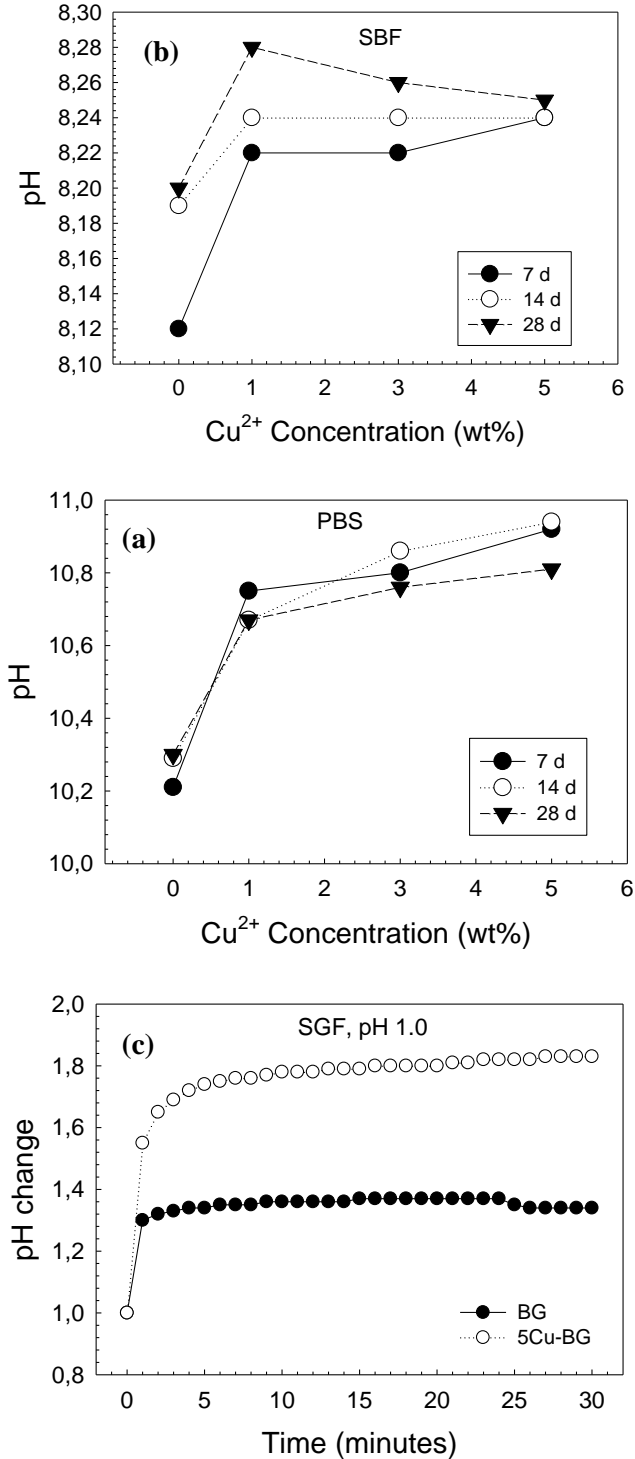 8,30
(b)
SBF
8,28
8,26
8,24
8,22
8,20
pH
8,18
8,16
7 d
8,14
14 d
8,12
28 d
8,10
0 1 3 5 6
Cu2+ Concentration (wt%)
11,0
(a)
PBS
10,8
10,6
pH
10,4
7 d
10,2
14 d
28 d
10,0
0 1 2 3 4 5 6
Cu2+ Concentration (wt%)
2,0
(c)
SGF, pH 1.0
1,8
1,6
1,4
pH change
1,2
1,0
BG
5Cu-BG
0,8
0 5 10 15 20 25 30
Time (minutes)